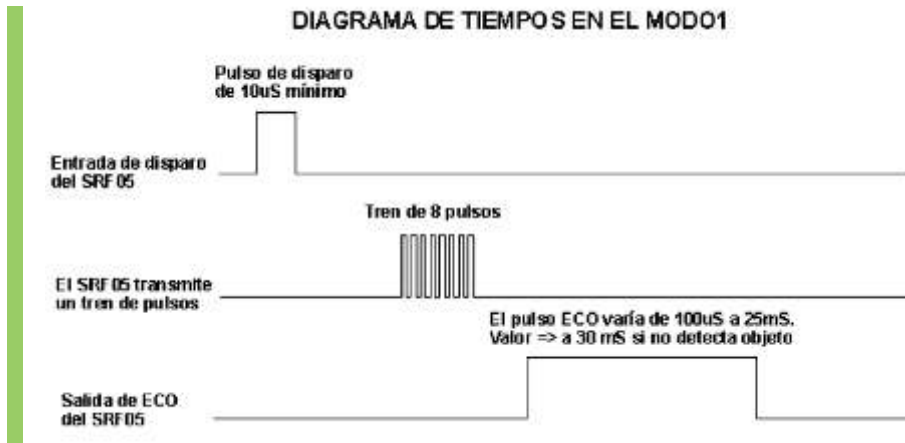 DIAGRAMA DE TIEMPOS EN EL MODO1
Pulso de disparo
de 10uS mínimo
Entrada de disparo
del SRF05
Tren de 8 pulsos
El SRF05 transmite
un tren de pulsos
El pulso ECO varía de 100uS a 25mS.
Valor => a 30 mS si no detecta objeto
Salida de ECO
del SRF05